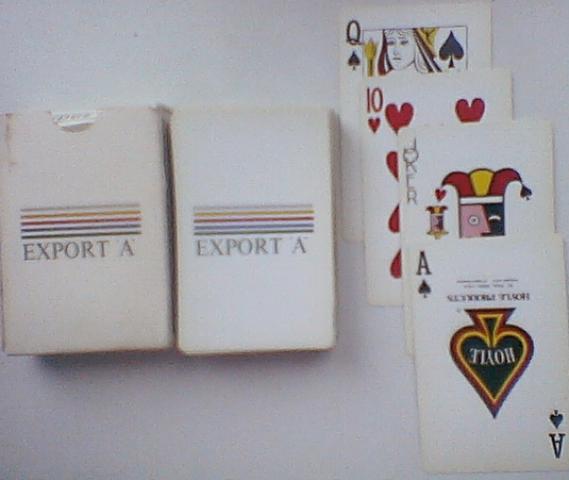 EXPORT 'A'
EXPORT 'A'
Q
10
JOKER
A
HOYLE PRODUCTS
HOYLE
A